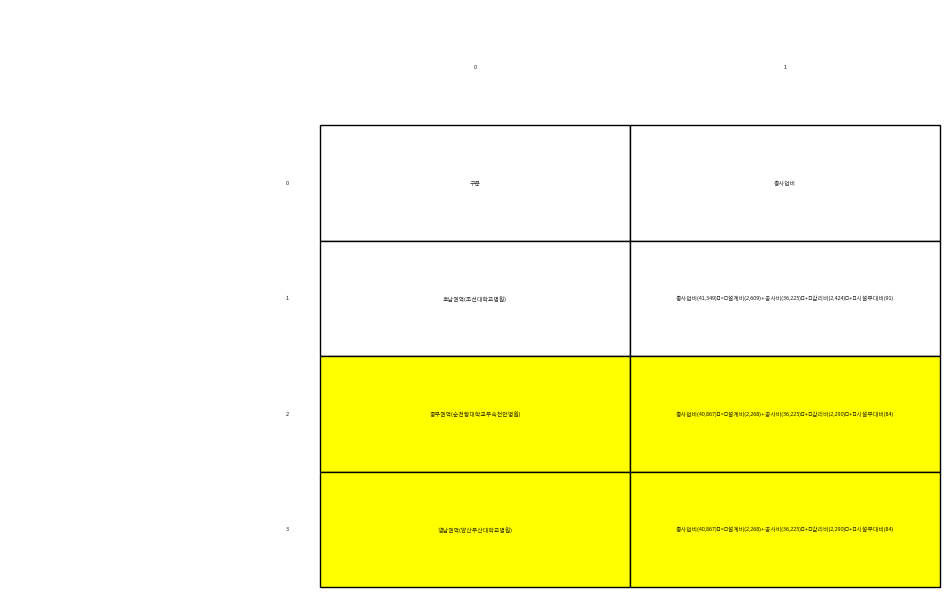 0 1
0 구분 총사업비
1 호남권역(조선대학교병원) 총사업비(41,349)□=□설계비(2,609)+공사비(36,225)□+□감리비(2,424)□+□시설부대비(91)
2 중부권역(순천향대학교부속천안병원) 총사업비(40,867)□=□설계비(2,268)+공사비(36,225)□+□감리비(2,290)□+□시설부대비(84)
3 영남권역(양산부산대학교병원) 총사업비(40,867)□=□설계비(2,268)+공사비(36,225)□+□감리비(2,290)□+□시설부대비(84)